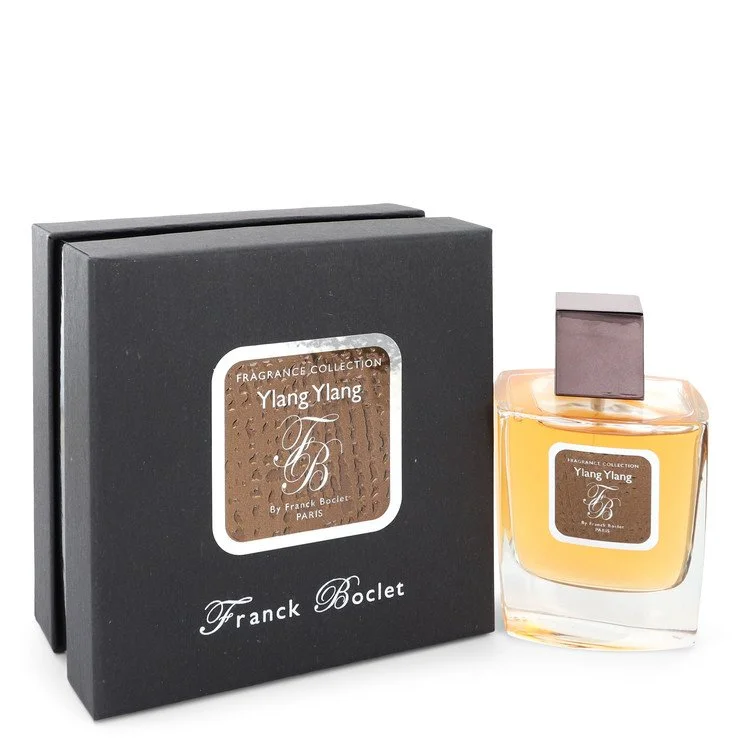 FRAGRANCE COLLECTION
Ylang Ylang
FB
By Franck Boclet
PARIS
Franck Boclet
FRAGRANCE COLLECTION
Ylang Ylang
FB
By Franck Boclet
PARIS